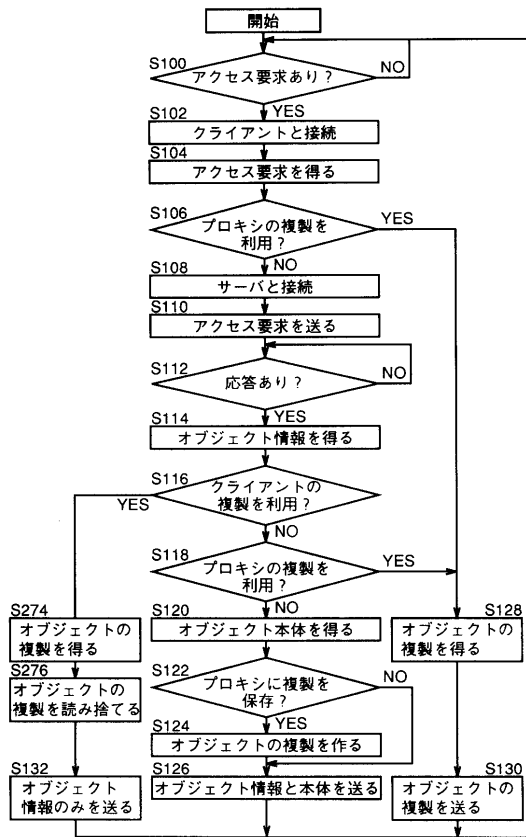 開始
S100
アクセス要求あり？
NO
YES
S102
クライアントと接続
S104
アクセス要求を得る
S106
プロキシの複製を
利用？
YES
NO
S108
サーバと接続
S110
アクセス要求を送る
S112
応答あり？
NO
YES
S114
オブジェクト情報を得る
S116
クライアントの
複製を利用？
YES
NO
S118
プロキシの複製を
利用？
YES
NO
S274
オブジェクトの
複製を得る
S120
オブジェクト本体を得る
S128
オブジェクトの
複製を得る
S276
オブジェクトの
複製を読み捨てる
S122
プロキシに複製を
保存？
NO
YES
S124
オブジェクトの複製を作る
S132
オブジェクト
情報のみを送る
S126
オブジェクト情報と本体を送る
S130
オブジェクトの
複製を送る